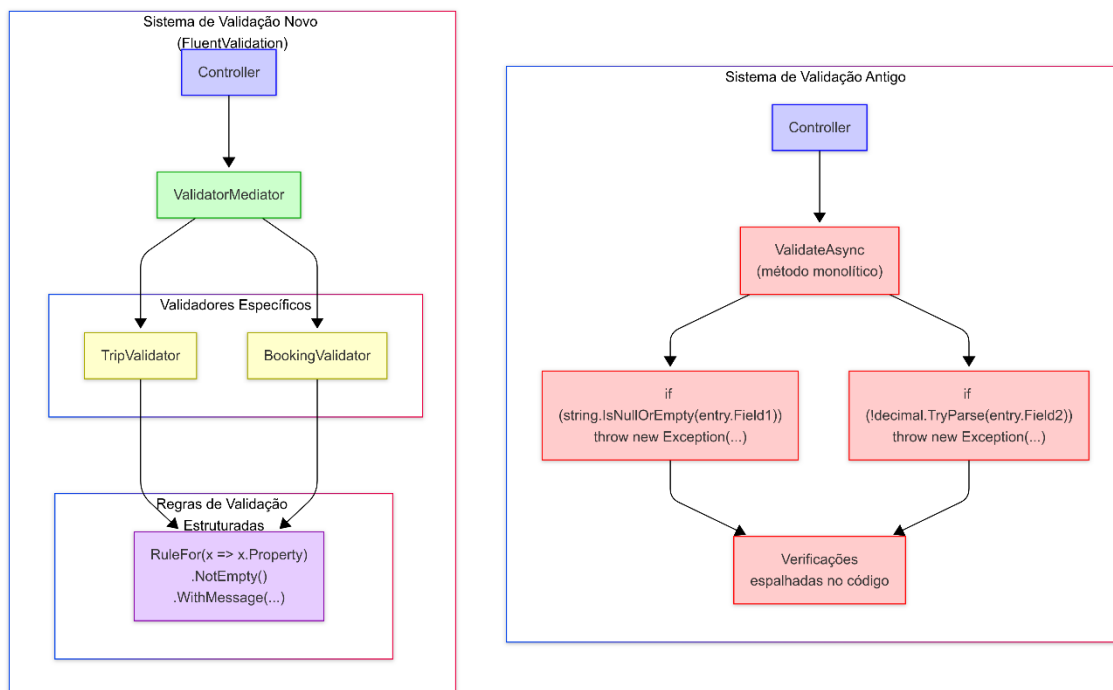 Sistema de Validação Novo
(FluentValidation)
Controller
ValidatorMediator
Validadores Específicos
TripValidator
BookingValidator
Regras de Validação
Estruturadas
RuleFor(x => x.Property)
.NotEmpty()
.WithMessage(...)
Sistema de Validação Antigo
Controller
ValidateAsync
(método monolítico)
if
(string.IsNullOrEmpty(entry.Field1))
throw new Exception(...)
if
(!decimal.TryParse(entry.Field2))
throw new Exception(...)
Verificações
espalhadas no código